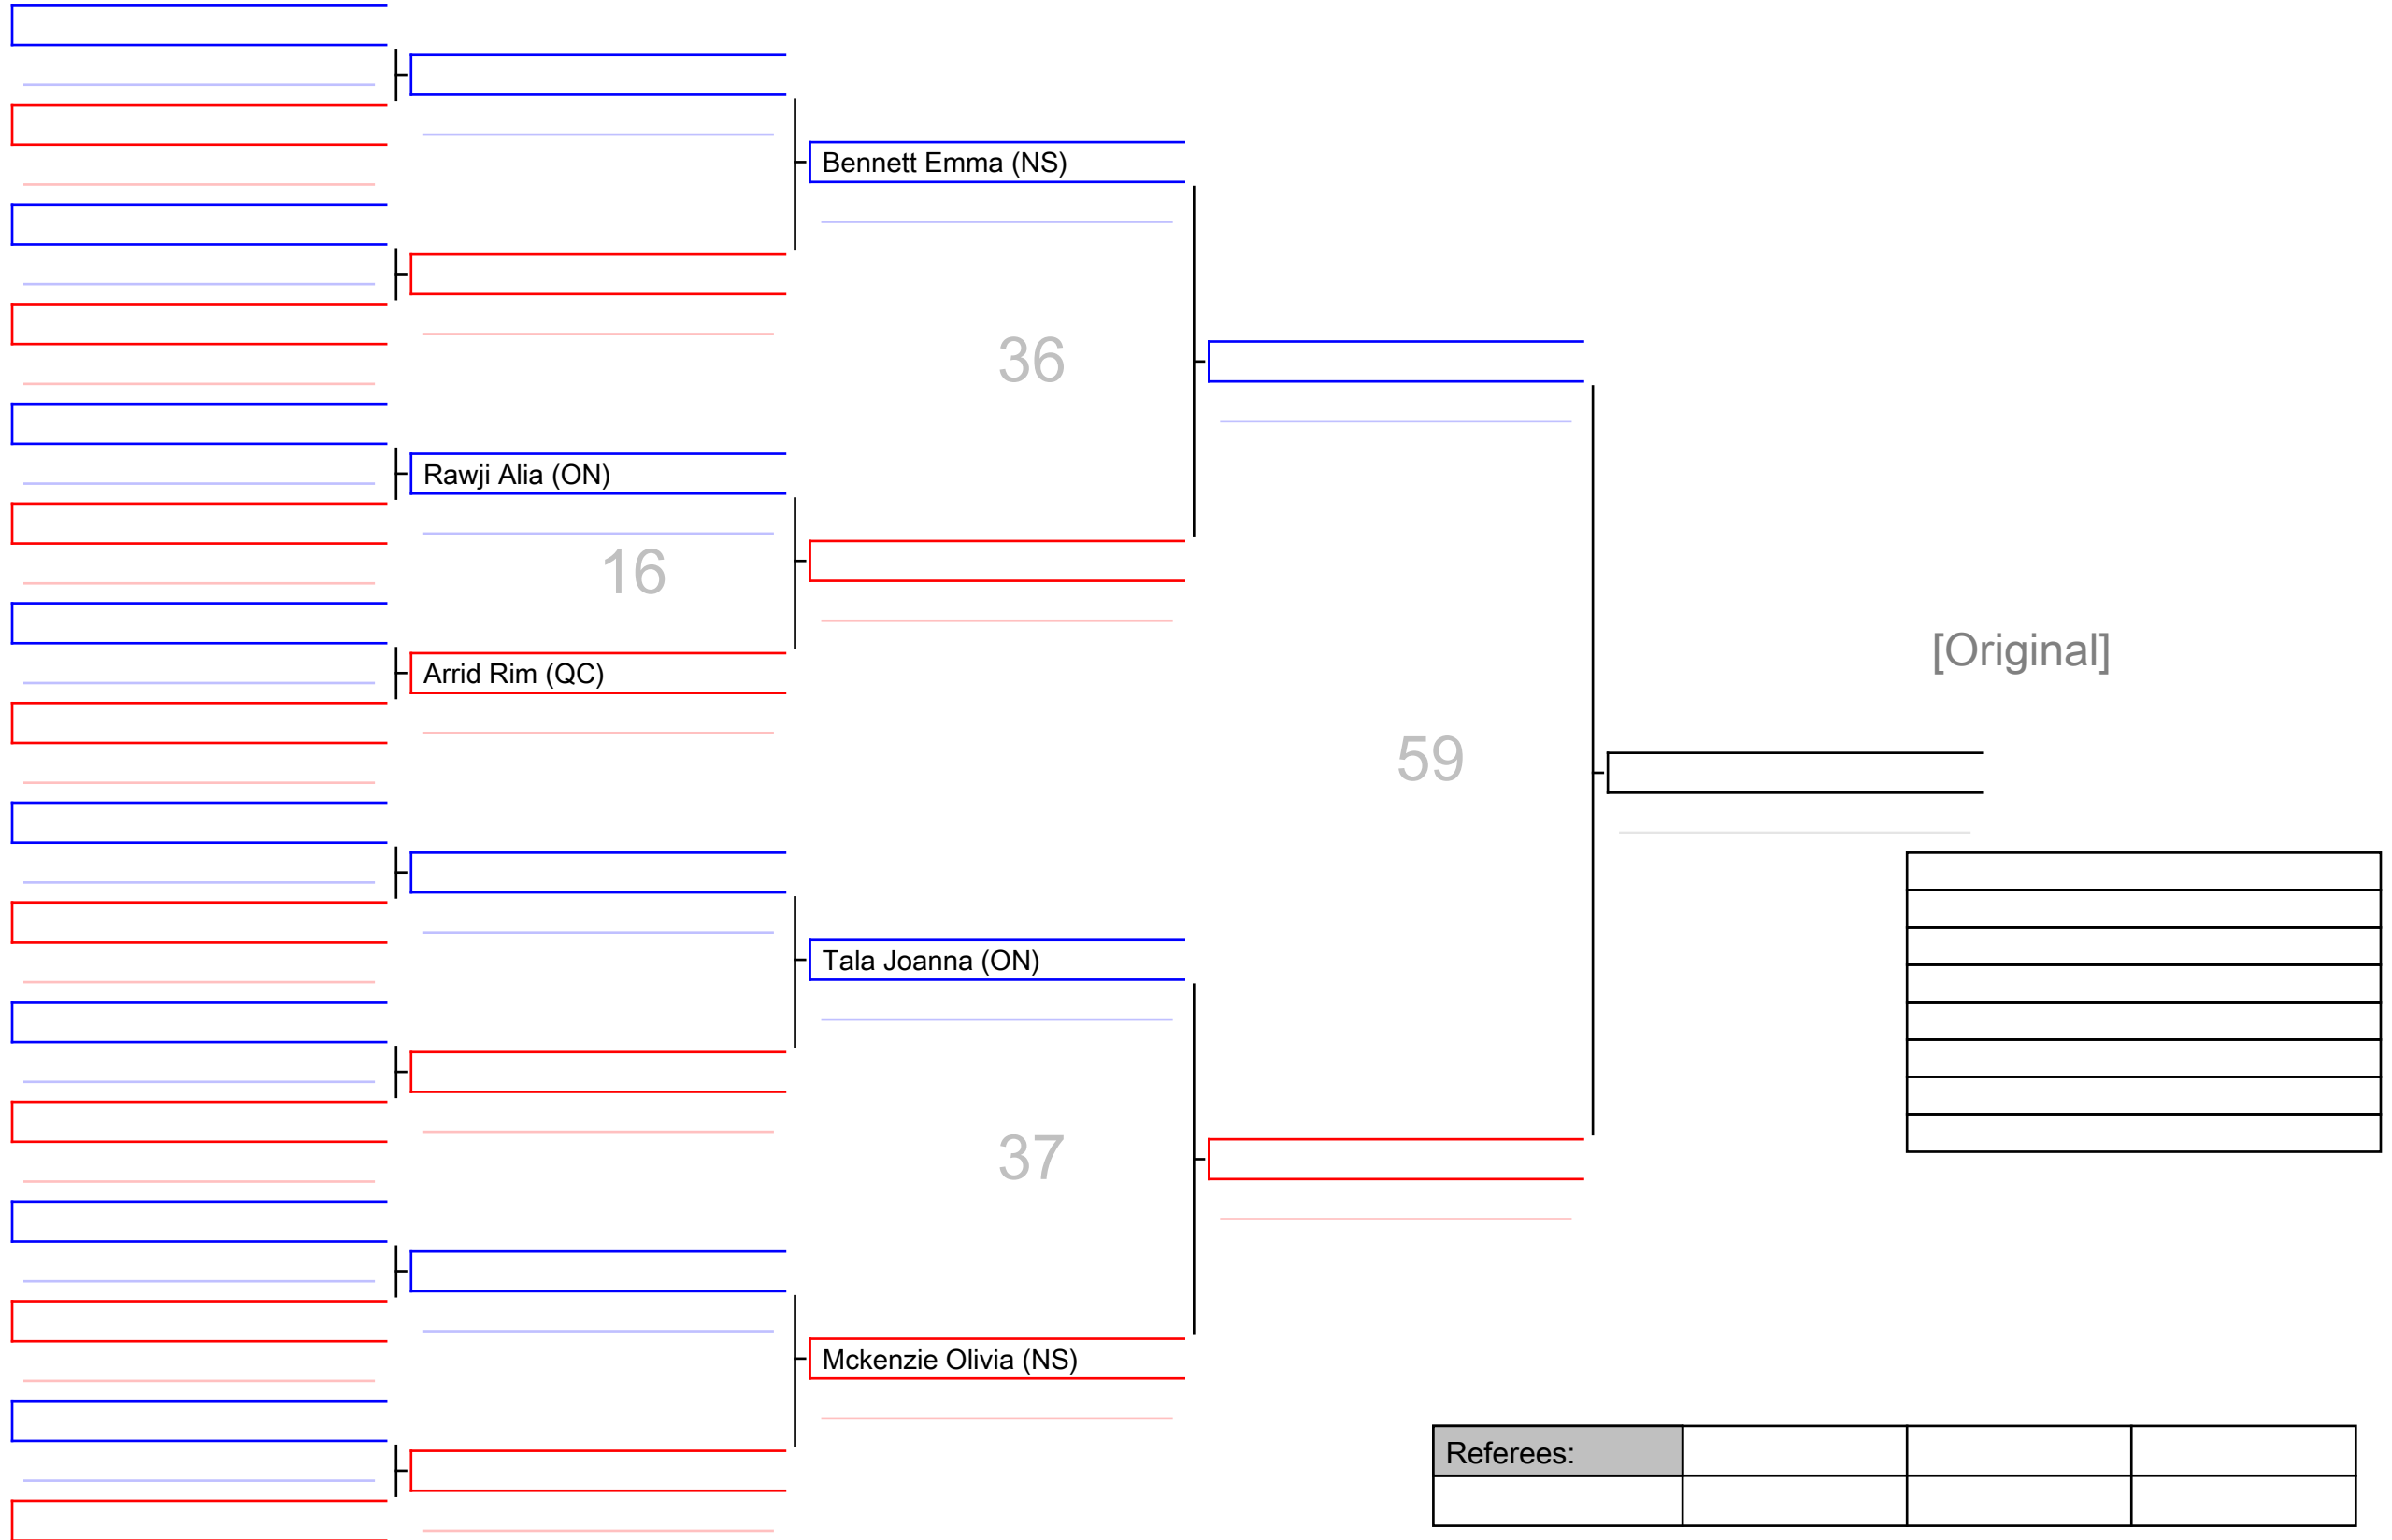 Bennett Emma (NS)
36
Rawji Alia (ON)
16
[Original]
Arrid Rim (QC)
59
Tala Joanna (ON)
37
Mckenzie Olivia (NS)
Referees: